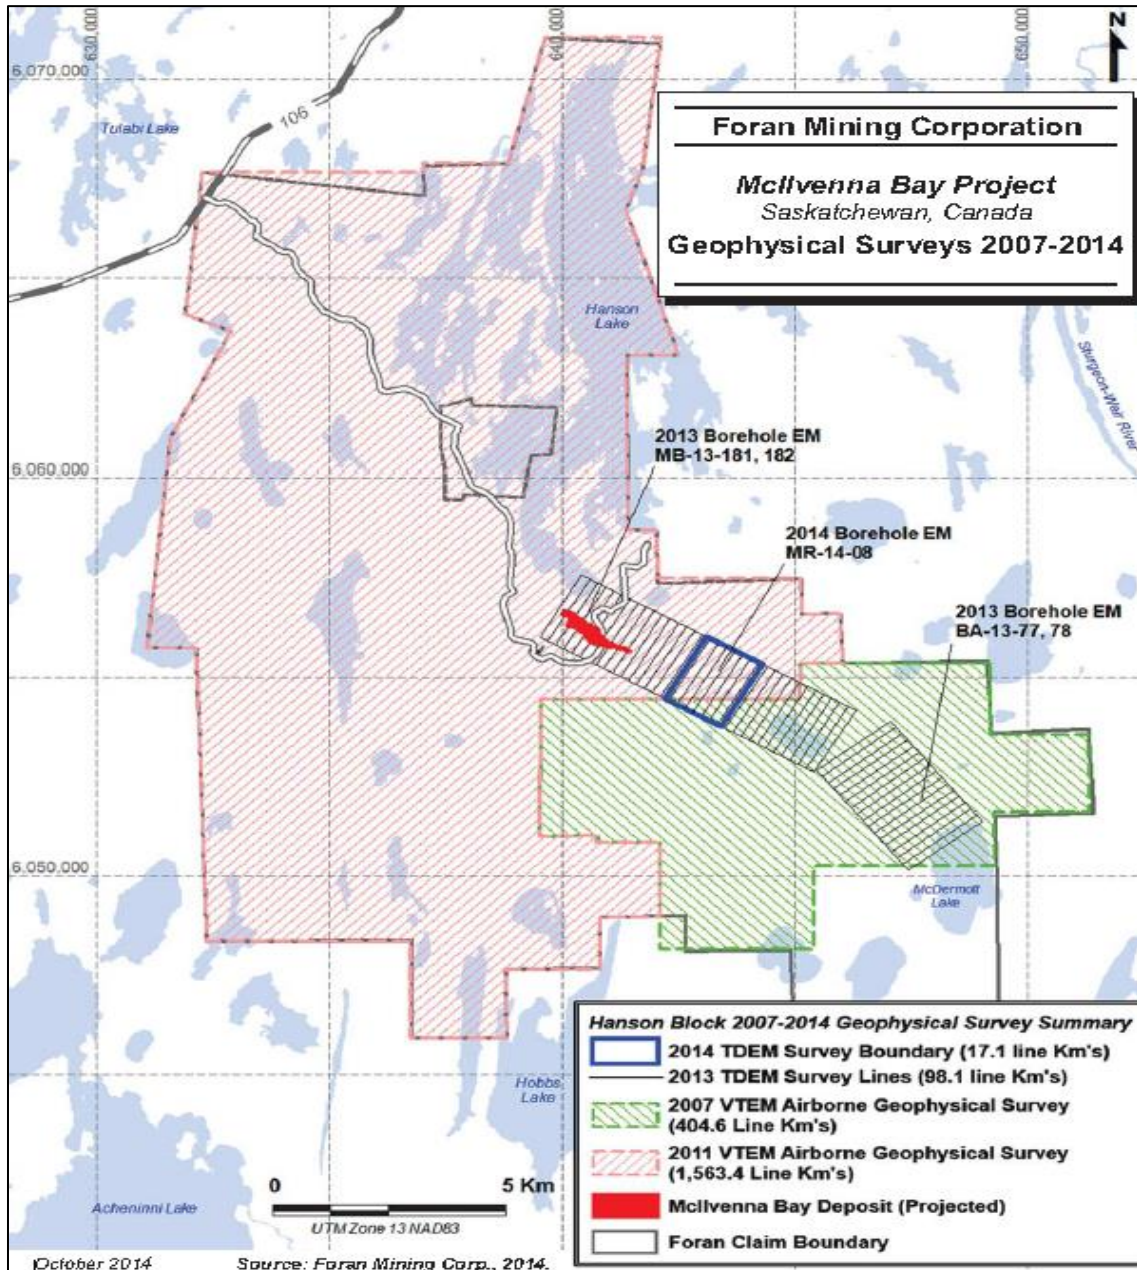 630,000
640,000
650,000
N
6,070,000
Tulabi Lake
106
Foran Mining Corporation
McIlvenna Bay Project
Saskatchewan, Canada
Geophysical Surveys 2007-2014
Hanson
Lake
Sturgeon-Weir River
2013 Borehole EM
MB-13-181, 182
6,060,000
2014 Borehole EM
MR-14-08
2013 Borehole EM
BA-13-77, 78
6,050,000
McDermott
Lake
Hanson Block 2007-2014 Geophysical Survey Summary
2014 TDEM Survey Boundary (17.1 line Km's)
2013 TDEM Survey Lines (98.1 line Km's)
2007 VTEM Airborne Geophysical Survey
(404.6 Line Km's)
2011 VTEM Airborne Geophysical Survey
(1,563.4 Line Km's)
McIlvenna Bay Deposit (Projected)
Foran Claim Boundary
Hobbs
Lake
Acheninni Lake
0 5 Km
UTM Zone 13 NAD83
October 2014 Source: Foran Mining Corp., 2014.